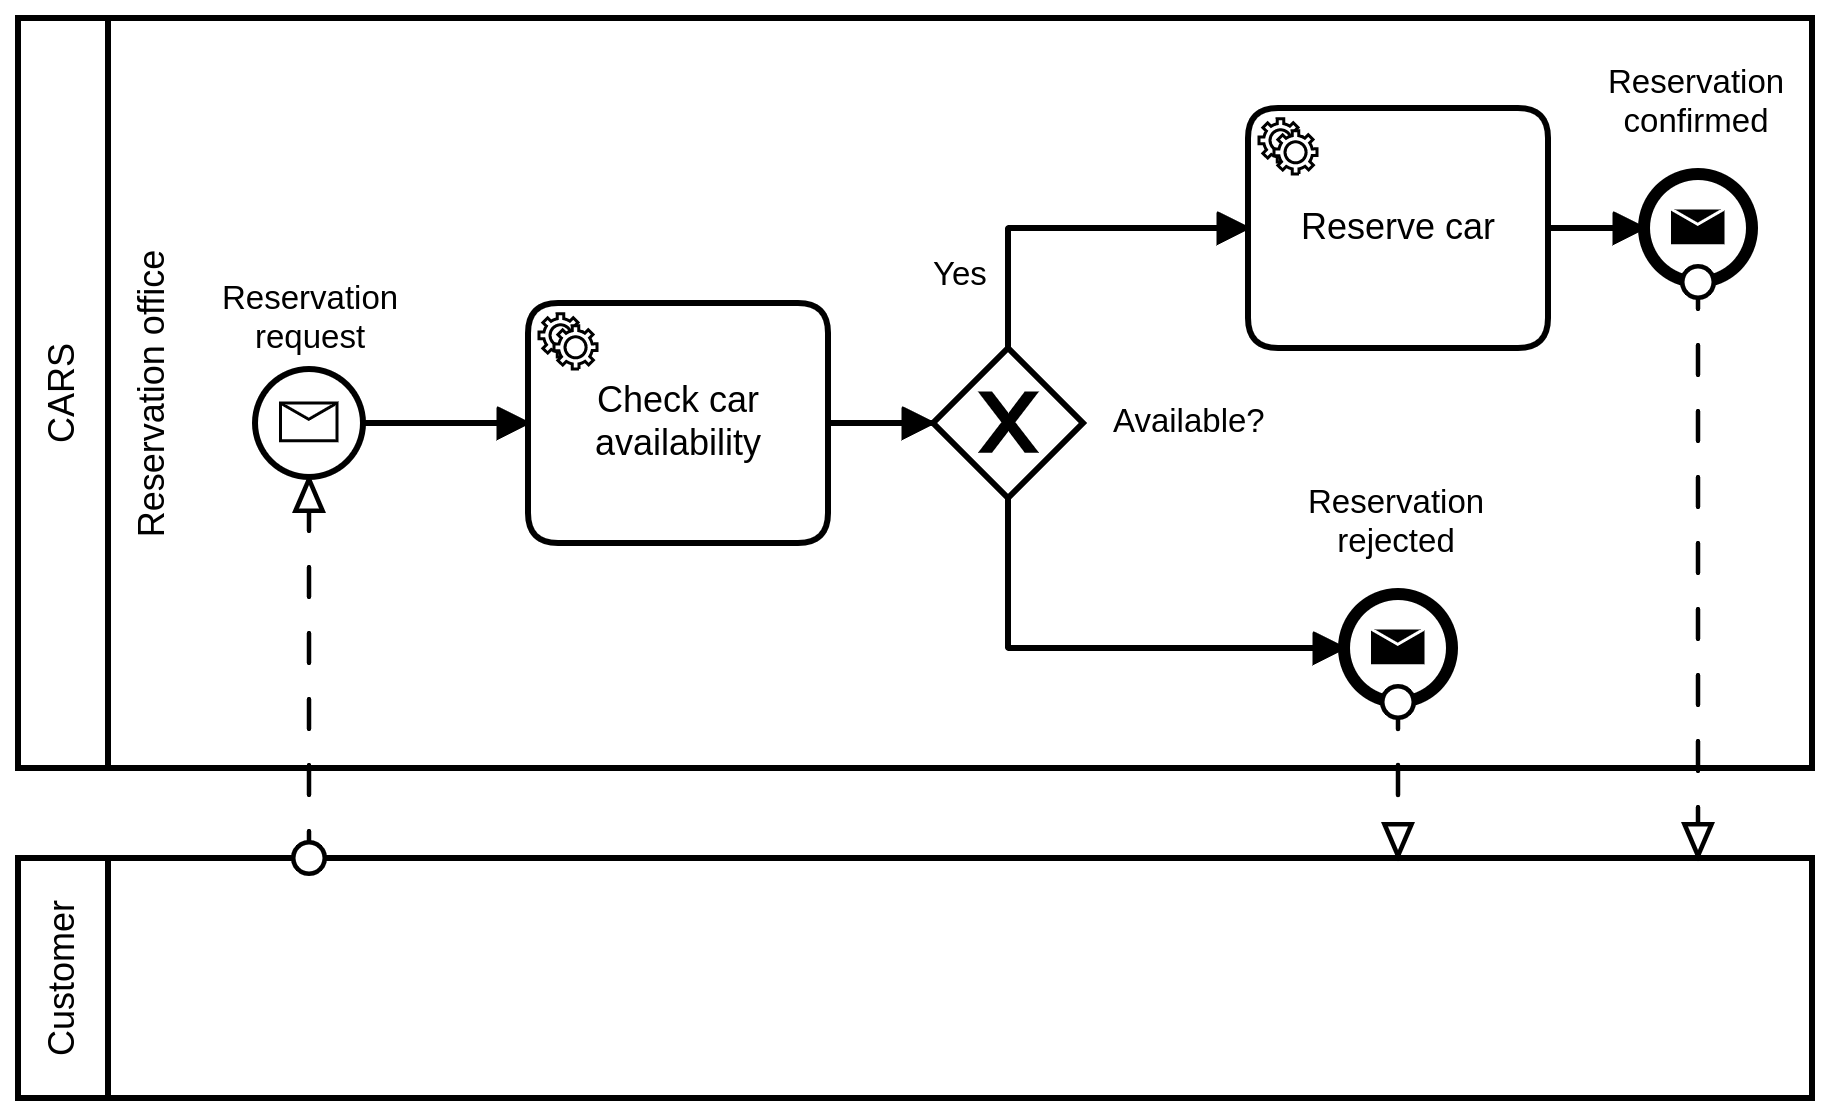 CARS
Reservation office
Reservation
request
Check car
availability
Yes
Available?
Reserve car
Reservation
confirmed
Reservation
rejected
Customer